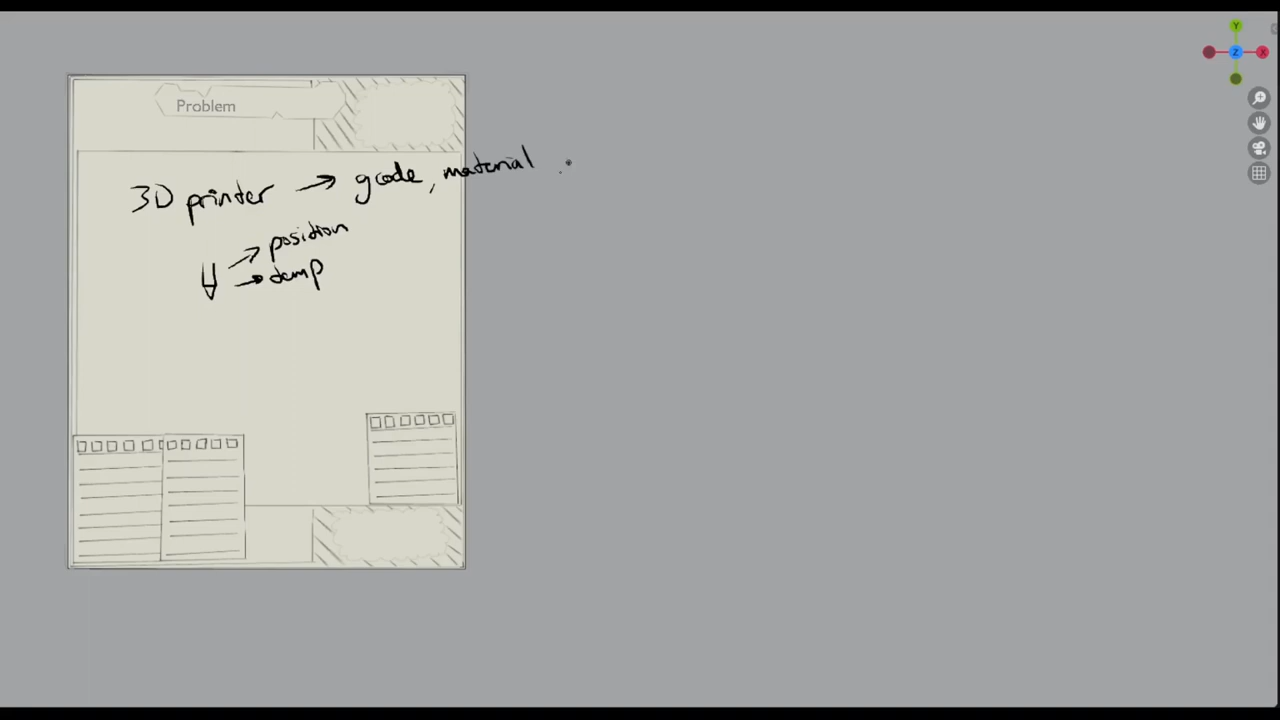 Problem
3D printer → gcode, material
→ position
→ temp
Y
Z X